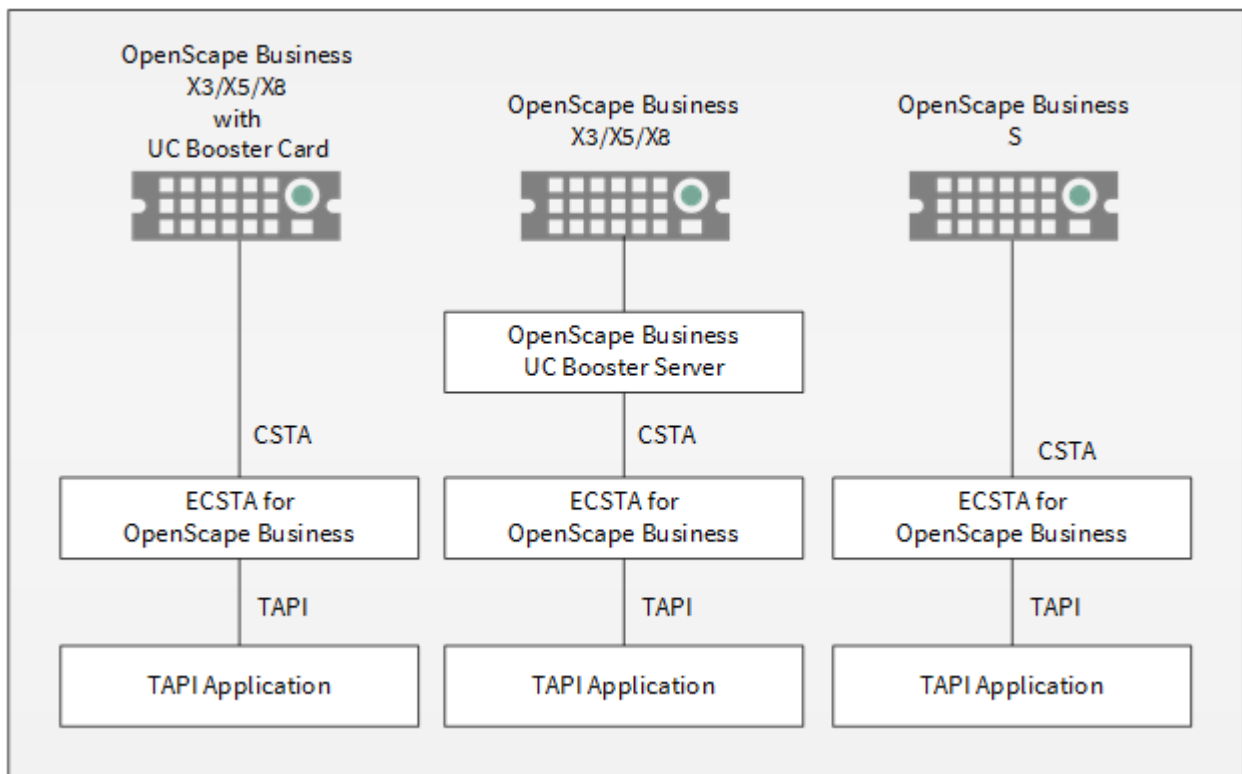 OpenScape Business
X3/X5/X8
with
UC Booster Card
OpenScape Business
X3/X5/X8
OpenScape Business
S
OpenScape Business
UC Booster Server
CSTA
CSTA
CSTA
ECSTA for
OpenScape Business
ECSTA for
OpenScape Business
ECSTA for
OpenScape Business
TAPI
TAPI
TAPI
TAPI Application
TAPI Application
TAPI Application